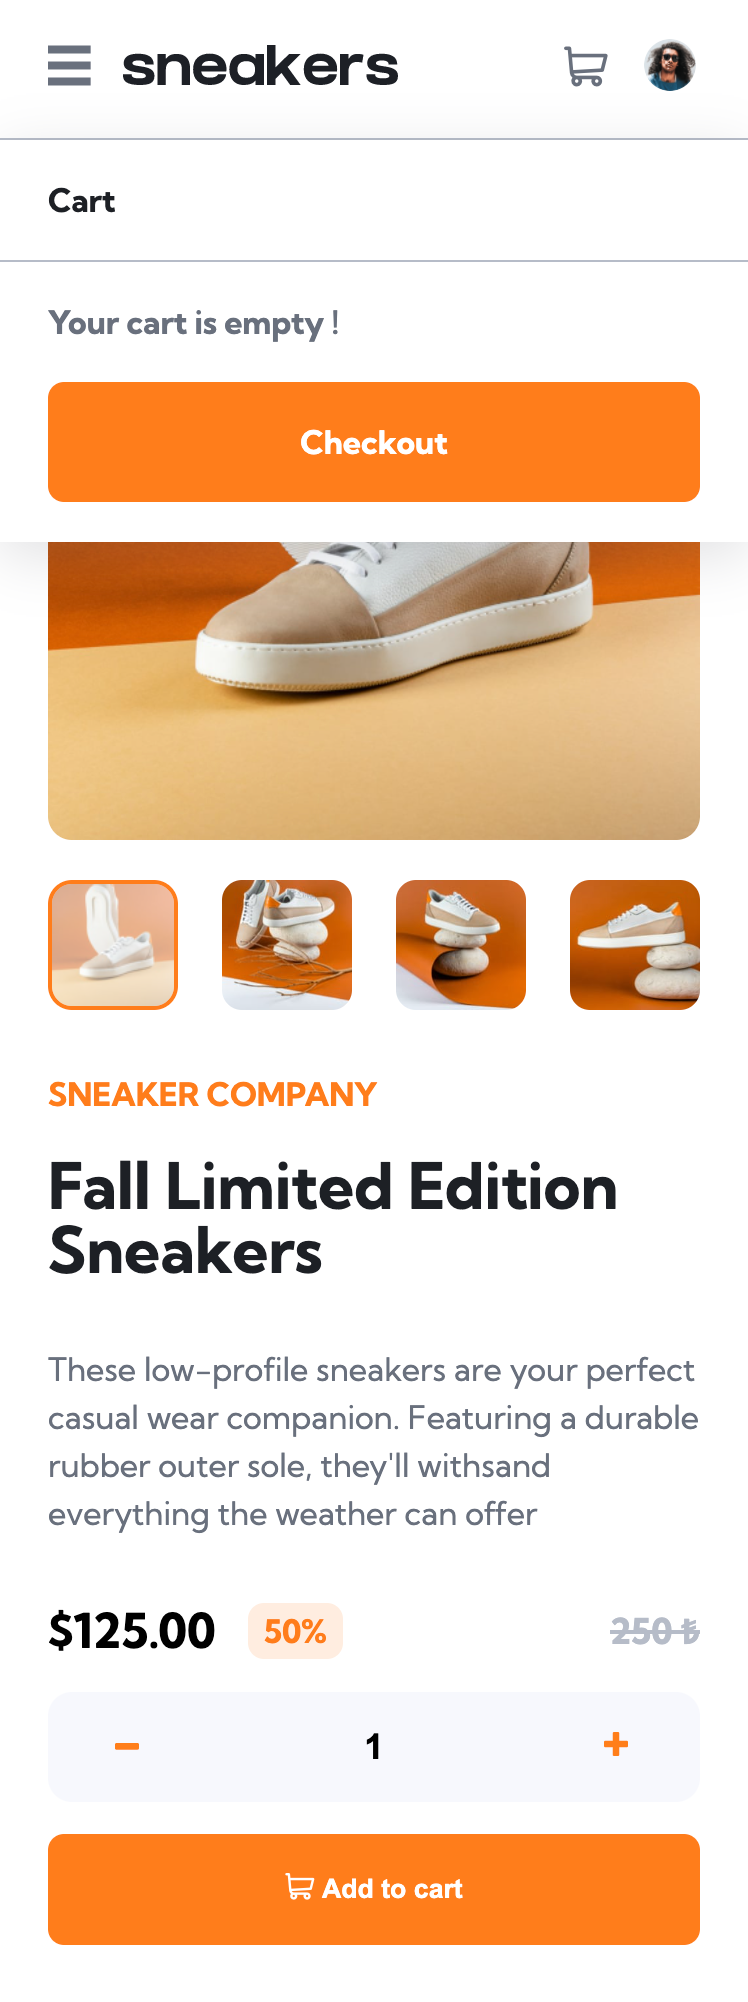 sneakers
Cart
Your cart is empty !
Checkout
SNEAKER COMPANY
Fall Limited Edition
Sneakers
These low-profile sneakers are your perfect
casual wear companion. Featuring a durable
rubber outer sole, they'll withsand
everything the weather can offer
$125.00 50% 250 ₺
1
Add to cart